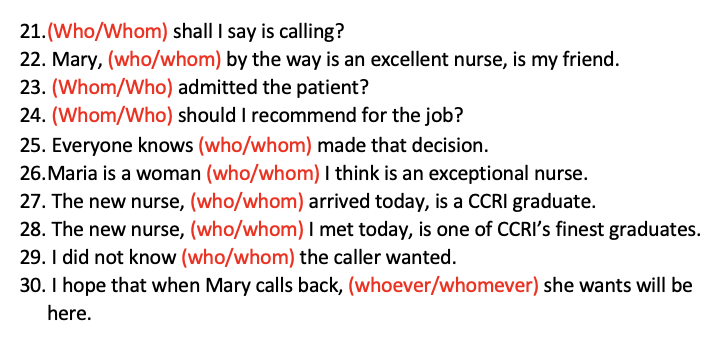 21.(Who/Whom) shall I say is calling?
22. Mary, (who/whom) by the way is an excellent nurse, is my friend.
23. (Whom/Who) admitted the patient?
24. (Whom/Who) should I recommend for the job?
25. Everyone knows (who/whom) made that decision.
26.Maria is a woman (who/whom) I think is an exceptional nurse.
27. The new nurse, (who/whom) arrived today, is a CCRI graduate.
28. The new nurse, (who/whom) I met today, is one of CCRI’s finest graduates.
29. I did not know (who/whom) the caller wanted.
30. I hope that when Mary calls back, (whoever/whomever) she wants will be
here.